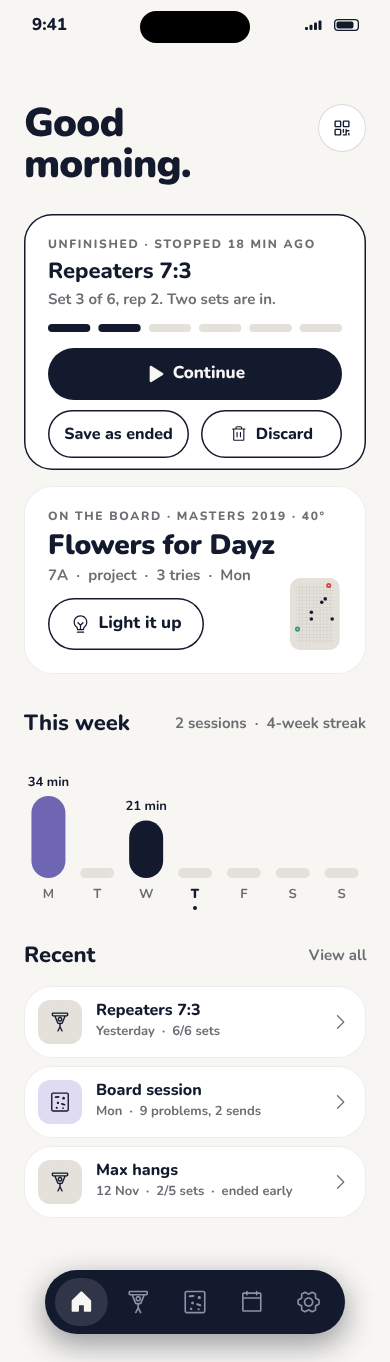 9:41
Good
morning.
UNFINISHED · STOPPED 18 MIN AGO
Repeaters 7:3
Set 3 of 6, rep 2. Two sets are in.
Continue
Save as ended
Discard
ON THE BOARD · MASTERS 2019 · 40°
Flowers for Dayz
7A · project · 3 tries · Mon
Light it up
This week
2 sessions · 4-week streak
34 min
21 min
M T W T F S S
Recent
View all
Repeaters 7:3
Yesterday · 6/6 sets
Board session
Mon · 9 problems, 2 sends
Max hangs
12 Nov · 2/5 sets · ended early